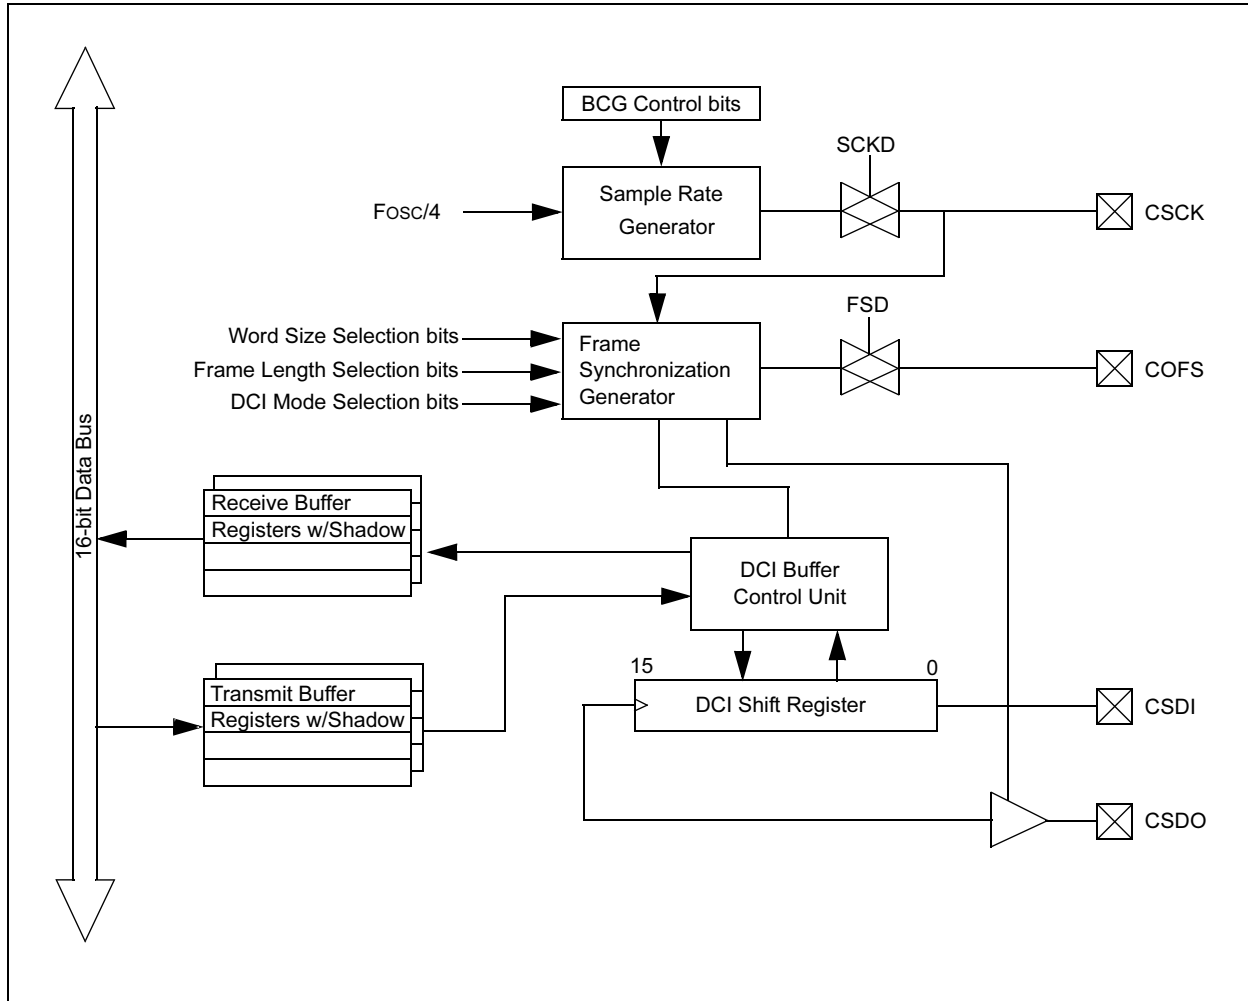 BCG Control bits
SCKD
Sample Rate
Generator
FOSC/4
CSCK
FSD
Word Size Selection bits
Frame Length Selection bits
DCI Mode Selection bits
Frame
Synchronization
Generator
COFS
16-bit Data Bus
Receive Buffer
Registers w/Shadow
DCI Buffer
Control Unit
15
0
Transmit Buffer
Registers w/Shadow
DCI Shift Register
CSDI
CSDO